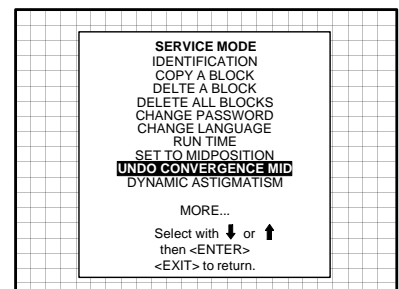 SERVICE MODE
IDENTIFICATION
COPY A BLOCK
DELTE A BLOCK
DELETE ALL BLOCKS
CHANGE PASSWORD
CHANGE LANGUAGE
RUN TIME
SET TO MIDPOSITION
UNDO CONVERGENCE MID
DYNAMIC ASTIGMATISM
MORE...
Select with ↓ or ↑
then <ENTER>
<EXIT> to return.